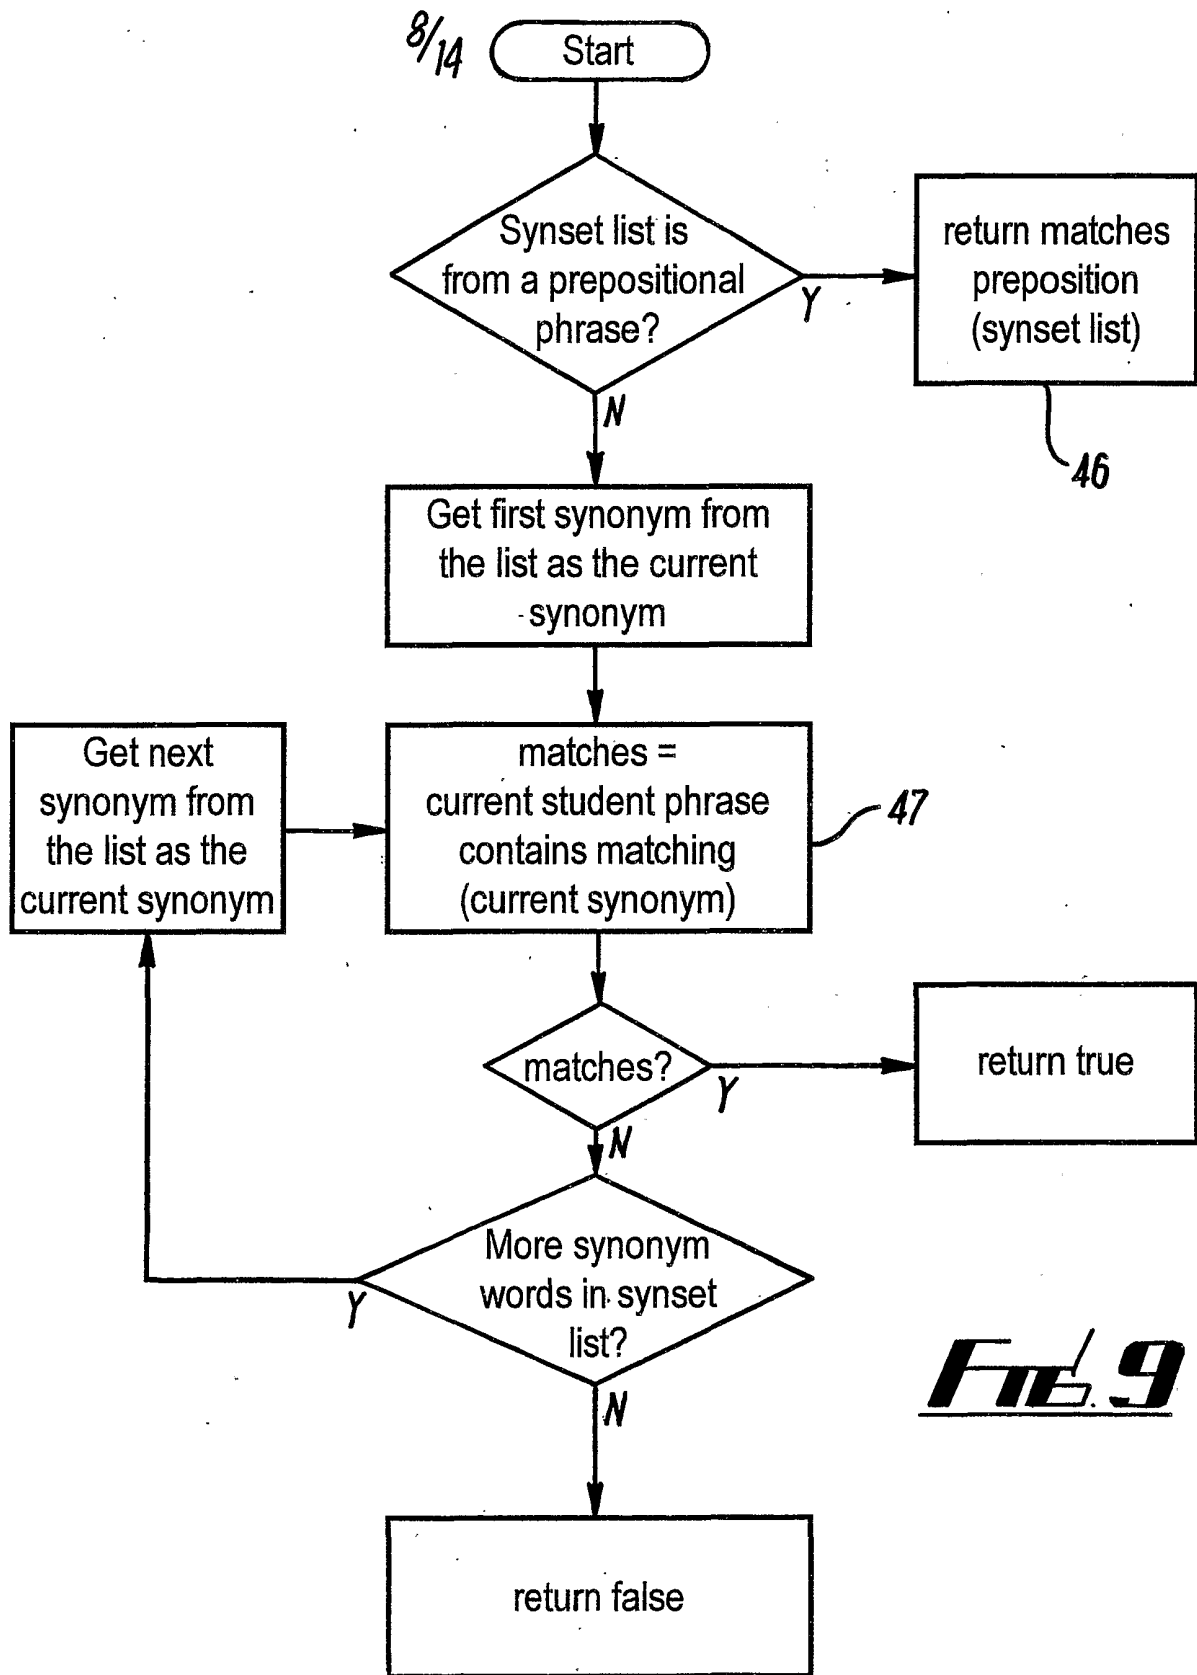 8/14
Start
Synset list is
from a prepositional
phrase?
Y
return matches
preposition
(synset list)
46
N
Get first synonym from
the list as the current
synonym
Get next
synonym from
the list as the
current synonym
matches =
current student phrase
contains matching
(current synonym)
47
matches?
Y
return true
N
More synonym
words in synset
list?
Y
N
Fig. 9
return false